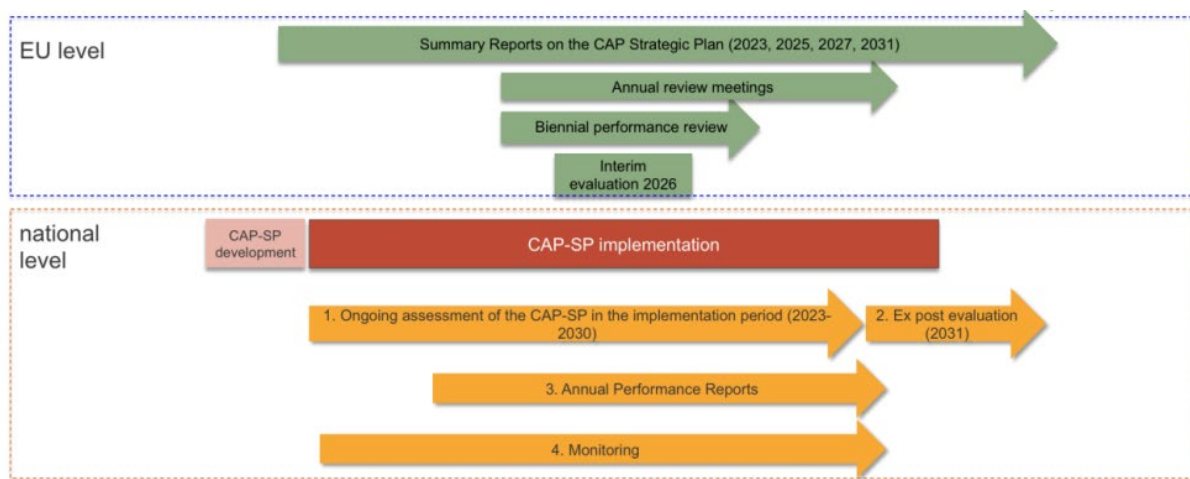 EU level
Summary Reports on the CAP Strategic Plan (2023, 2025, 2027, 2031)
Annual review meetings
Biennial performance review
Interim
evaluation 2026
national
level
CAP-SP
development
CAP-SP implementation
1. Ongoing assessment of the CAP-SP in the implementation period (2023-
2030)
2. Ex post evaluation
(2031)
3. Annual Performance Reports
4. Monitoring